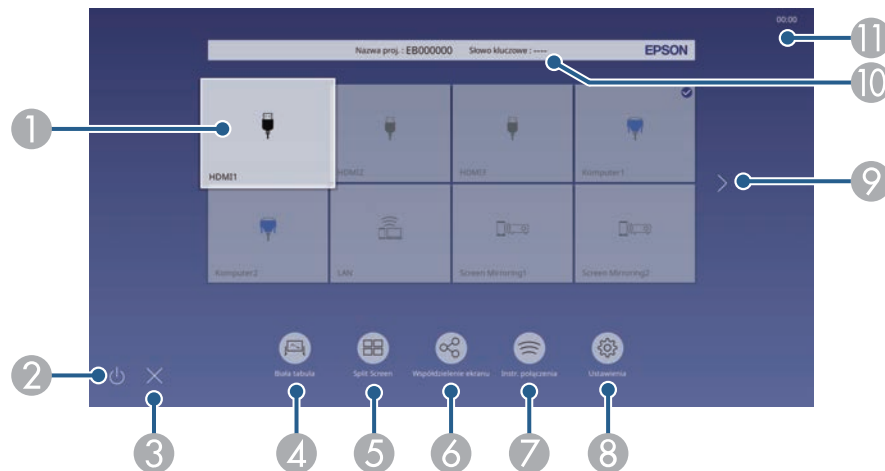 00:00
11
Nazwa proj. : EB000000 Słowo kluczowe : ---- EPSON
10
1
HDMI1
HDMI2
HDMI3
Komputer1
9
Komputer2
LAN
Screen Mirroring1
Screen Mirroring2
2
Biała tabula
Split Screen
Współdzielenie ekranu
Instr. połączenia
Ustawienia
3
4
5
6
7
8